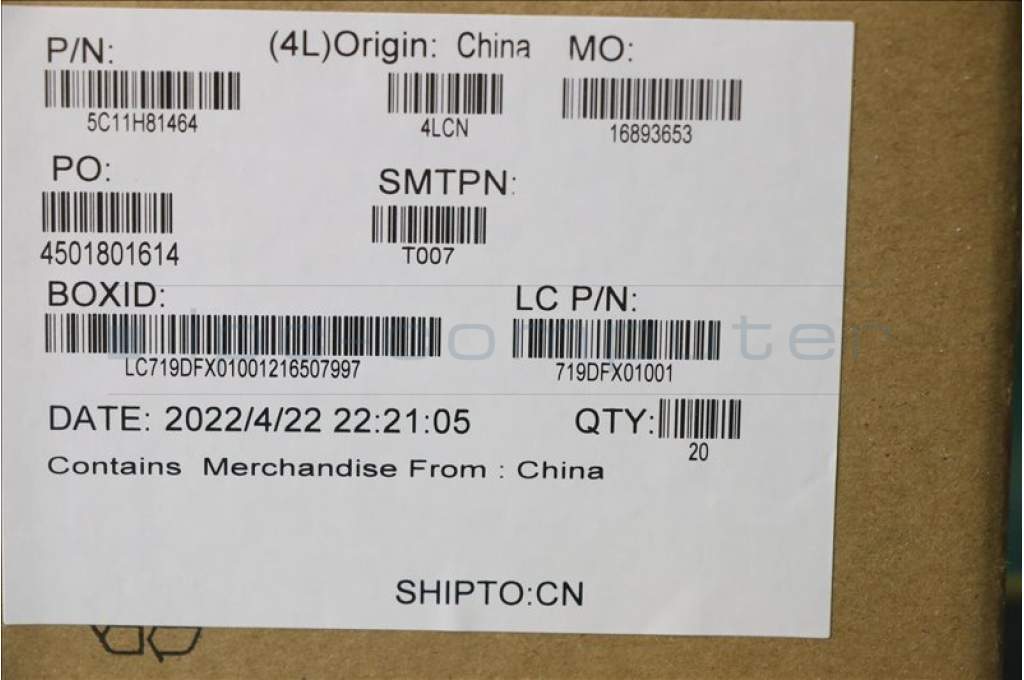 P/N: (4L)Origin: China MO:
5C11H81464 4LCN 16893653
PO: SMTPN:
4501801614 T007
BOXID: LC P/N:
LC719DFX01001216507997 719DFX01001
DATE: 2022/4/22 22:21:05 QTY:
20
Contains Merchandise From : China
SHIPTO:CN